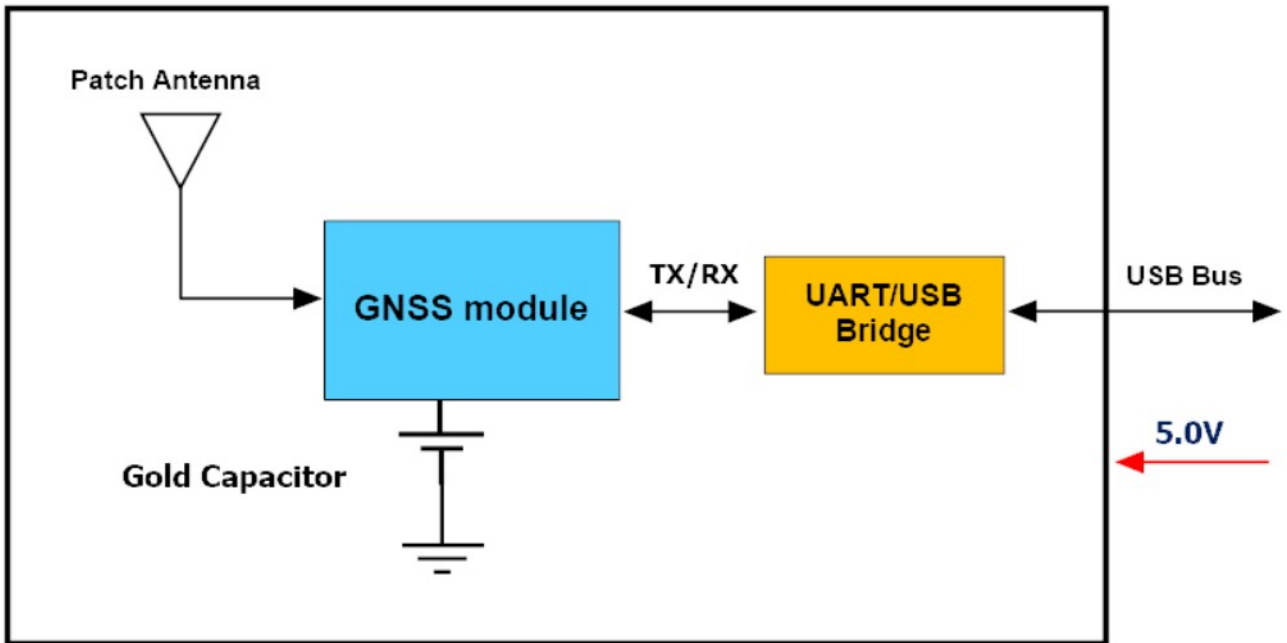 Patch Antenna
GNSS module
TX/RX
UART/USB
Bridge
USB Bus
5.0V
Gold Capacitor